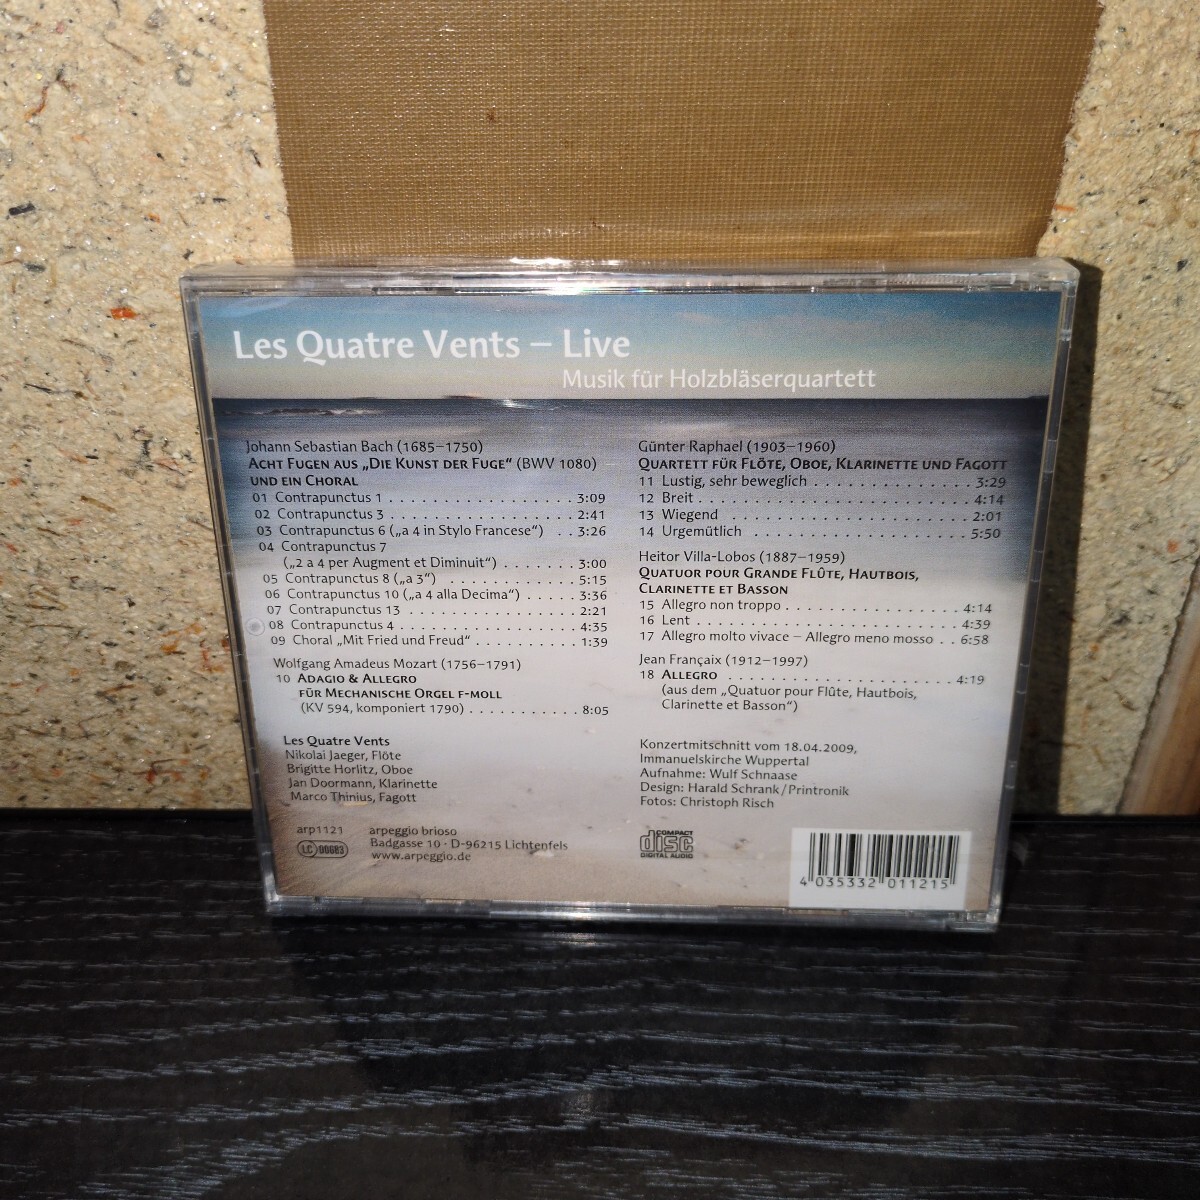 Les Quatre Vents – Live
Musik für Holzbläserquartett
Johann Sebastian Bach (1685–1750)
Acht Fugen aus „Die Kunst der Fuge“ (BWV 1080)
und ein Choral
01 Contrapunctus 1 . . . . . . . . . . . . . . . . . . . . 3:09
02 Contrapunctus 3 . . . . . . . . . . . . . . . . . . . . 2:41
03 Contrapunctus 6 („a 4 in Stylo Francese“) . . 3:26
04 Contrapunctus 7
(„2 a 4 per Augment et Diminuit“) . . . . . . . 3:00
05 Contrapunctus 8 („a 3“) . . . . . . . . . . . . 5:15
06 Contrapunctus 10 („a 4 alla Decima“) . . . . . 3:36
07 Contrapunctus 13 . . . . . . . . . . . . . . . . . 2:21
08 Contrapunctus 4 . . . . . . . . . . . . . . . . . . 4:35
09 Choral „Mit Fried und Freud“ . . . . . . . . . . 1:39
Wolfgang Amadeus Mozart (1756–1791)
10 Adagio & Allegro
für Mechanische Orgel f-moll
(KV 594, komponiert 1790) . . . . . . . . . . . 8:05
Les Quatre Vents
Nikolai Jaeger, Flöte
Brigitte Horlitz, Oboe
Jan Doormann, Klarinette
Marco Thinius, Fagott
arp1121
LC 00683
arpeggio brioso
Badgasse 10 · D-96215 Lichtenfels
www.arpeggio.de
Günter Raphael (1903–1960)
Quartett für Flöte, Oboe, Klarinette und Fagott
11 Lustig, sehr beweglich . . . . . . . . . . . . . . 3:29
12 Breit . . . . . . . . . . . . . . . . . . . . . . . . . . 4:14
13 Wiegend . . . . . . . . . . . . . . . . . . . . . . 2:01
14 Urgemütlich . . . . . . . . . . . . . . . . . . . . 5:50
Heitor Villa-Lobos (1887–1959)
Quatuor pour Grande Flûte, Hautbois,
Clarinette et Basson
15 Allegro non troppo . . . . . . . . . . . . . . . . 4:14
16 Lent . . . . . . . . . . . . . . . . . . . . . . . . . 4:39
17 Allegro molto vivace – Allegro meno mosso . . 6:58
Jean Françaix (1912–1997)
18 Allegro . . . . . . . . . . . . . . . . . . . . . 4:19
(aus dem „Quatuor pour Flûte, Hautbois,
Clarinette et Basson“)
Konzertmitschnitt vom 18.04.2009,
Immanuelskirche Wuppertal
Aufnahme: Wulf Schnaase
Design: Harald Schrank / Printronik
Fotos: Christoph Risch
COMPACT
disc
DIGITAL AUDIO
4 035332 011215